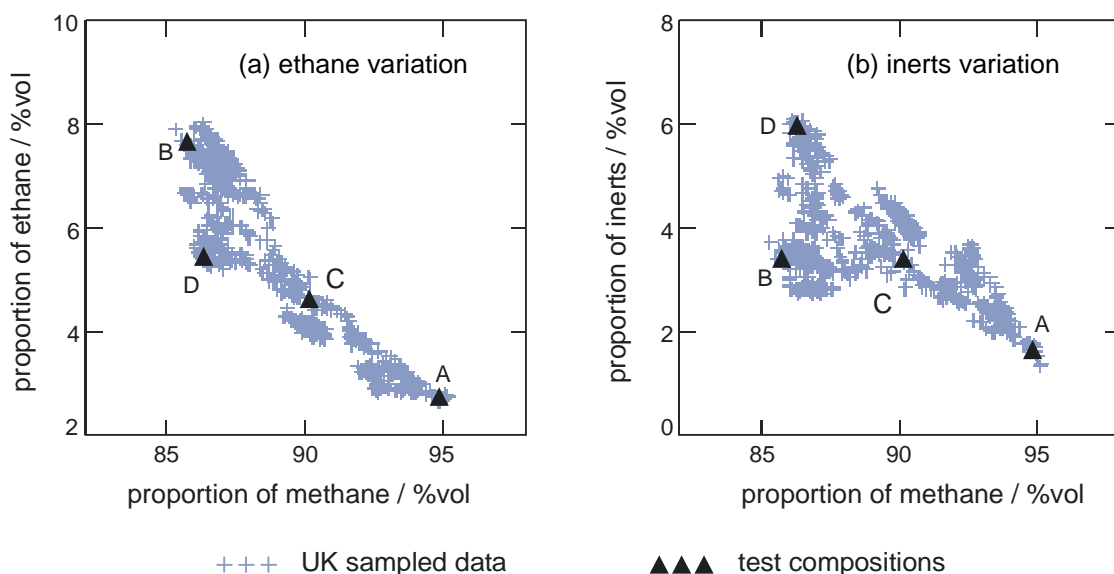 (a) ethane variation
proportion of ethane / %vol
10
8
6
4
2
B
D
C
A
85
90
95
proportion of methane / %vol
(b) inerts variation
proportion of inerts / %vol
8
6
4
2
0
D
B
C
A
85
90
95
proportion of methane / %vol
UK sampled data
test compositions